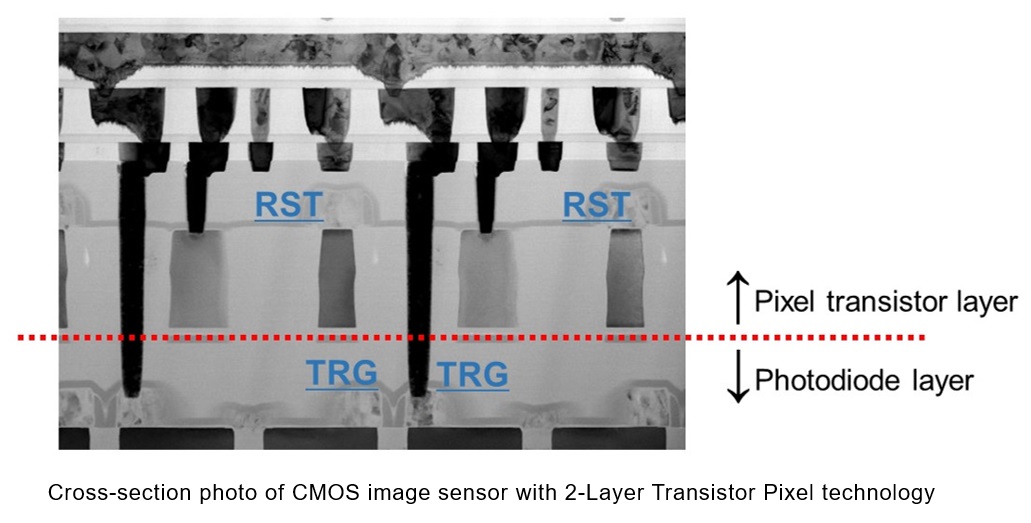 RST RST
Pixel transistor layer
TRG TRG
Photodiode layer
Cross-section photo of CMOS image sensor with 2-Layer Transistor Pixel technology